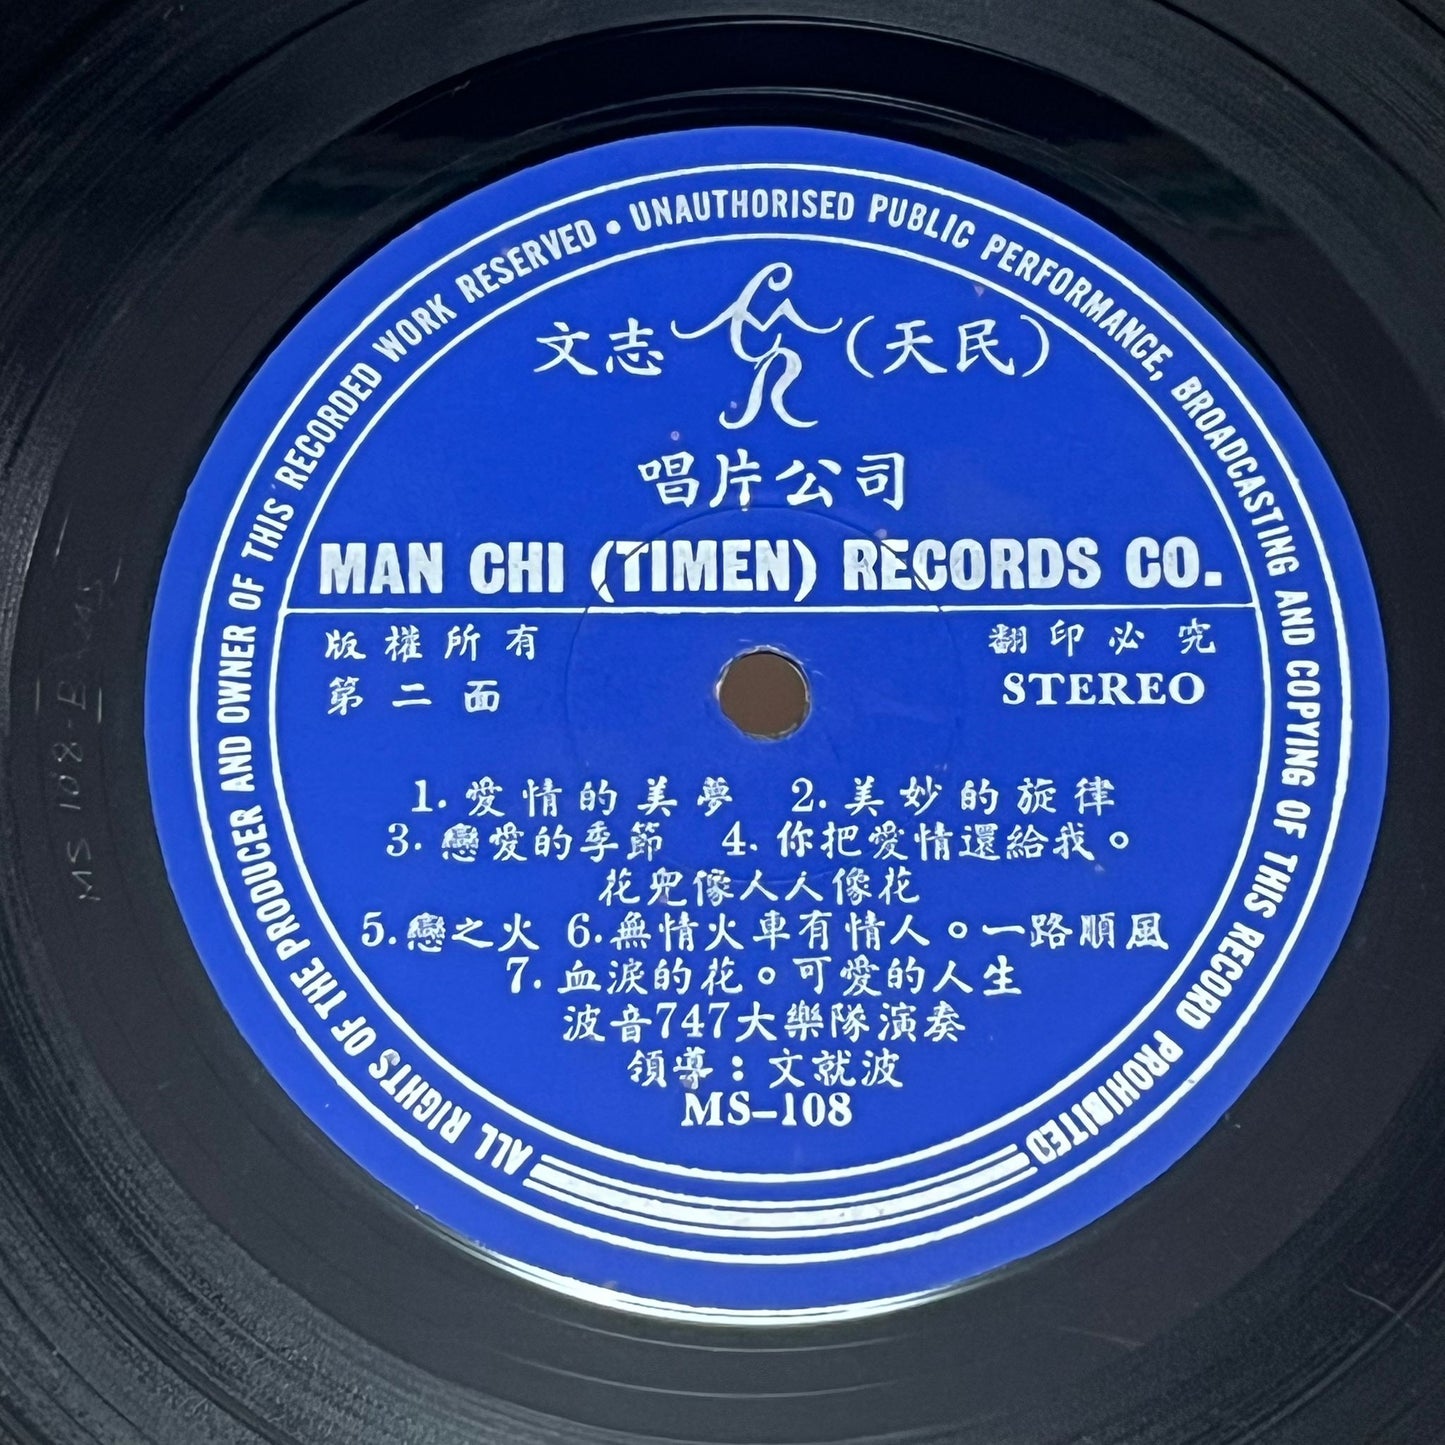 ALL RIGHTS OF THE PRODUCER AND OWNER OF THIS RECORDED WORK RESERVED • UNAUTHORISED PUBLIC PERFORMANCE, BROADCASTING AND COPYING OF THIS RECORD PROHIBITED
文志 (天民)
唱片公司
MAN CHI (TIMEN) RECORDS CO.
版權所有 翻印必究
第二面 STEREO
1. 愛情的美夢 2. 美妙的旋律
3. 戀愛的季節 4. 你把愛情還給我。
花兒像人人像花
5. 戀之火 6. 無情火車有情人。一路順風
7. 血淚的花。可愛的人生
波音747大樂隊演奏
領導：文就波
MS-108
MS 108-B